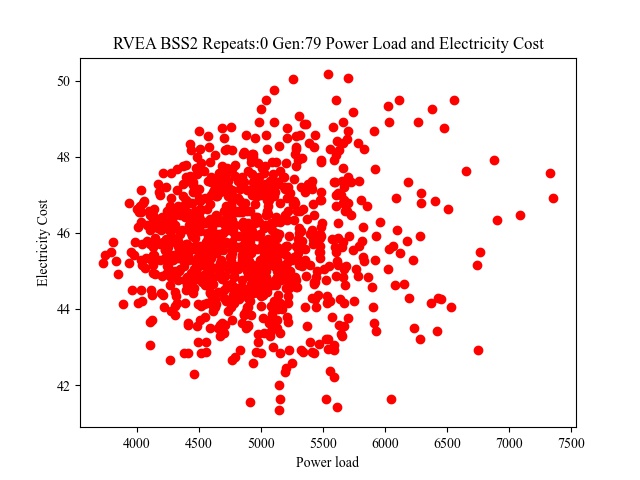 RVEA BSS2 Repeats:0 Gen:79 Power Load and Electricity Cost
Electricity Cost
50
48
46
44
42
4000 4500 5000 5500 6000 6500 7000 7500
Power load